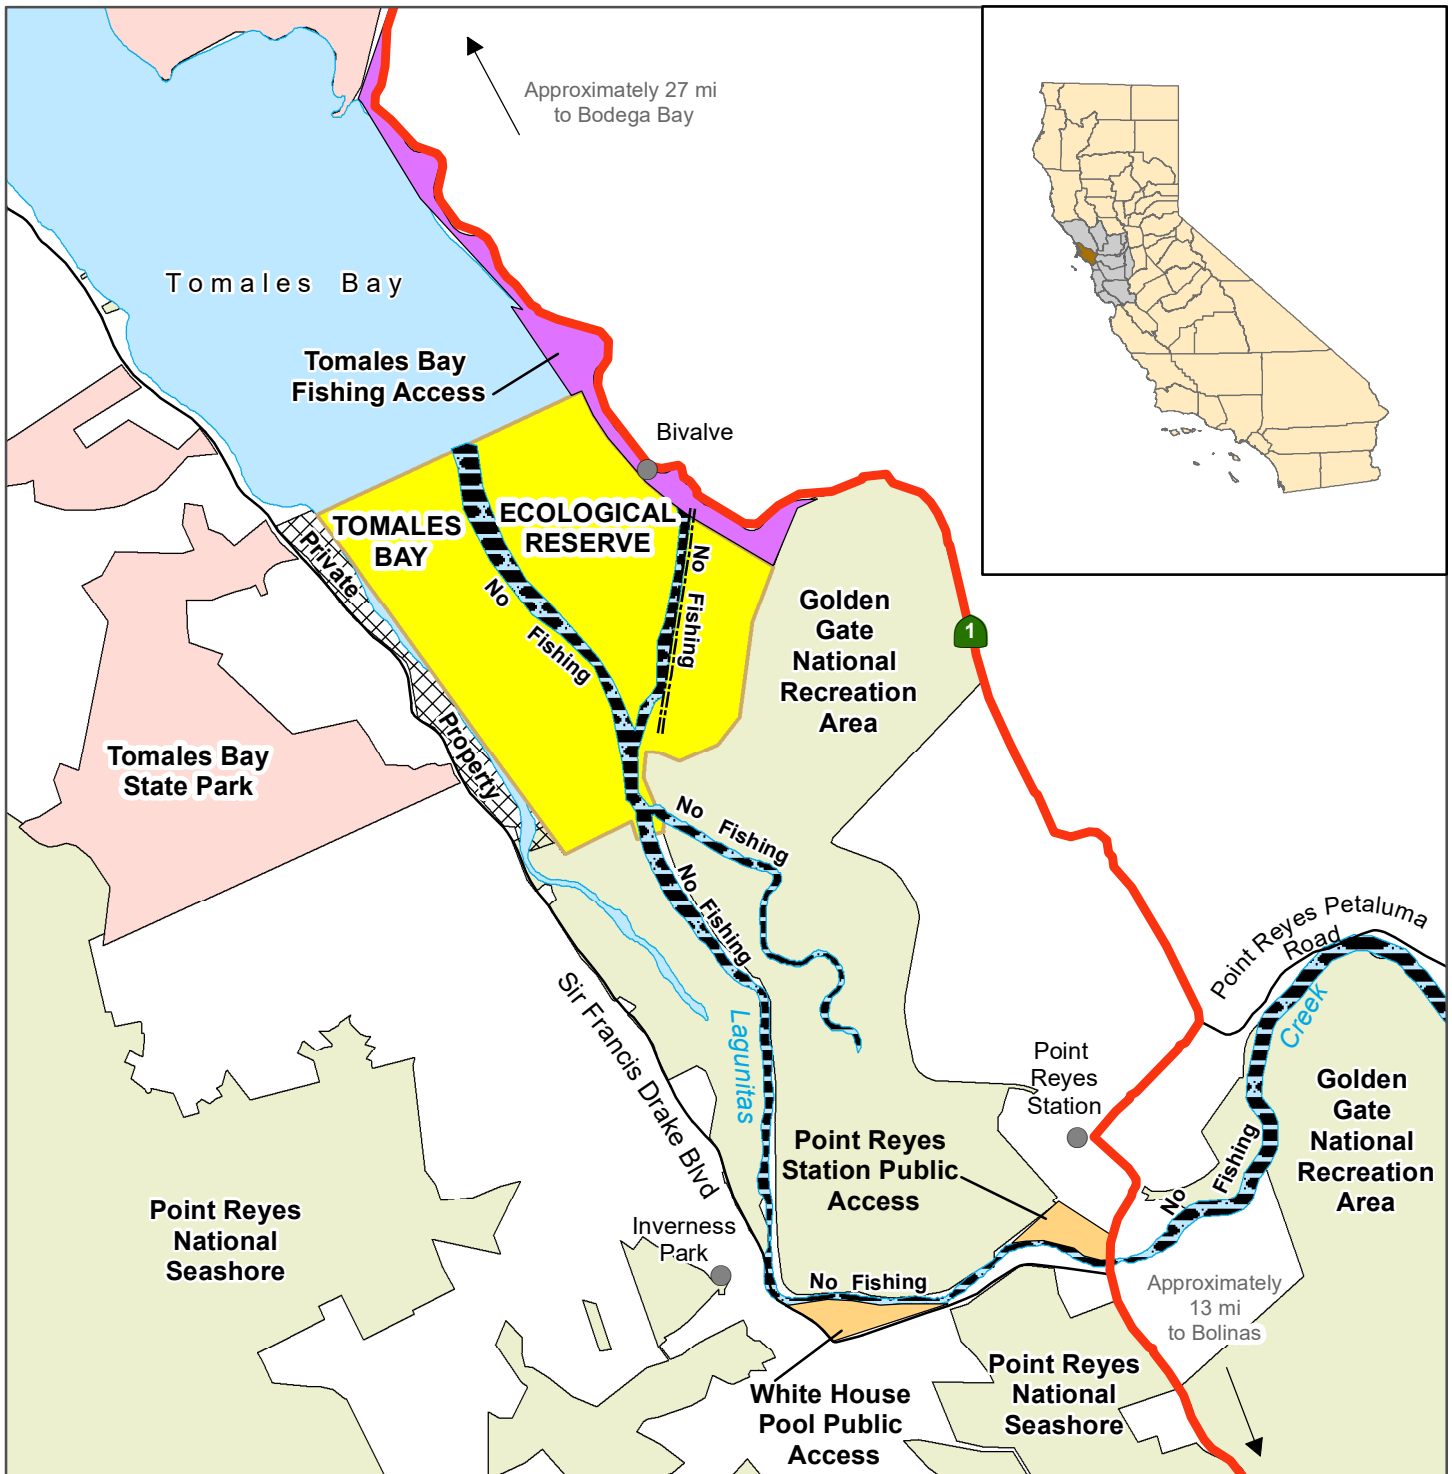 Approximately 27 mi
to Bodega Bay
Tomales Bay
Tomales Bay
Fishing Access
Bivalve
TOMALES
BAY
ECOLOGICAL
RESERVE
No Fishing
No Fishing
Private Property
Golden
Gate
National
Recreation
Area
1
Tomales Bay
State Park
No Fishing
No Fishing
Point Reyes Petaluma
Road
Creek
Sir Francis Drake Blvd
Lagunitas
Point
Reyes
Station
Golden
Gate
National
Recreation
Area
Point Reyes
Station Public
Access
No Fishing
Point Reyes
National
Seashore
Inverness
Park
No Fishing
Approximately
13 mi
to Bolinas
White House
Pool Public
Access
Point Reyes
National
Seashore